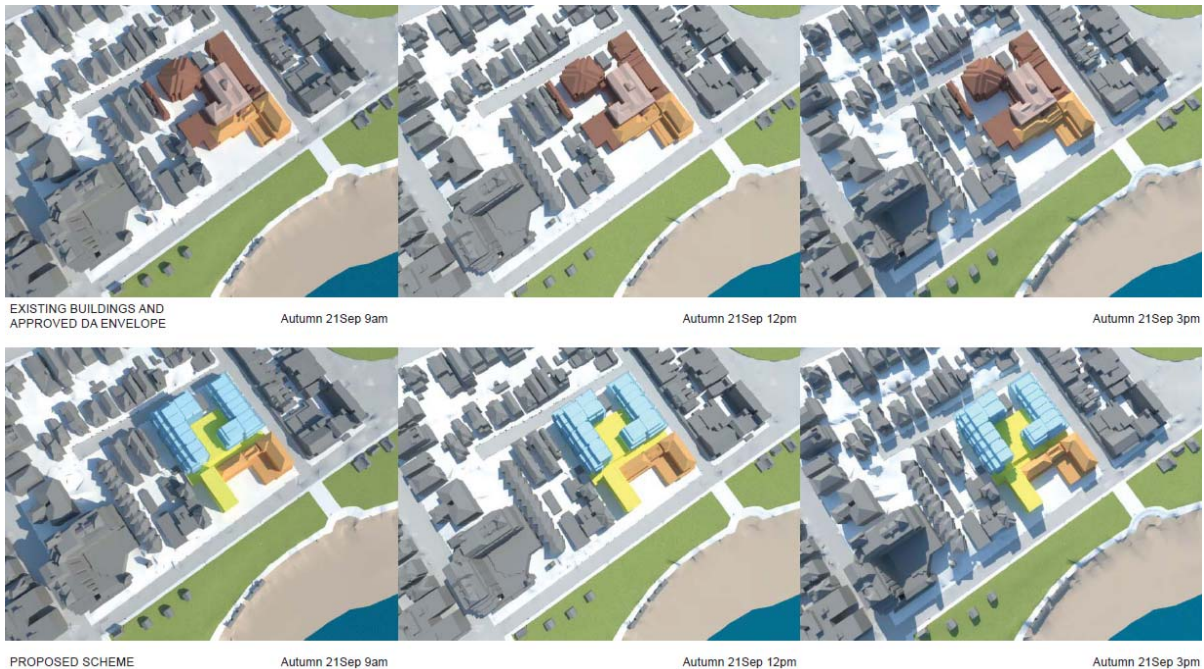 EXISTING BUILDINGS AND
APPROVED DA ENVELOPE
Autumn 21Sep 9am
Autumn 21Sep 12pm
Autumn 21Sep 3pm
PROPOSED SCHEME
Autumn 21Sep 9am
Autumn 21Sep 12pm
Autumn 21Sep 3pm